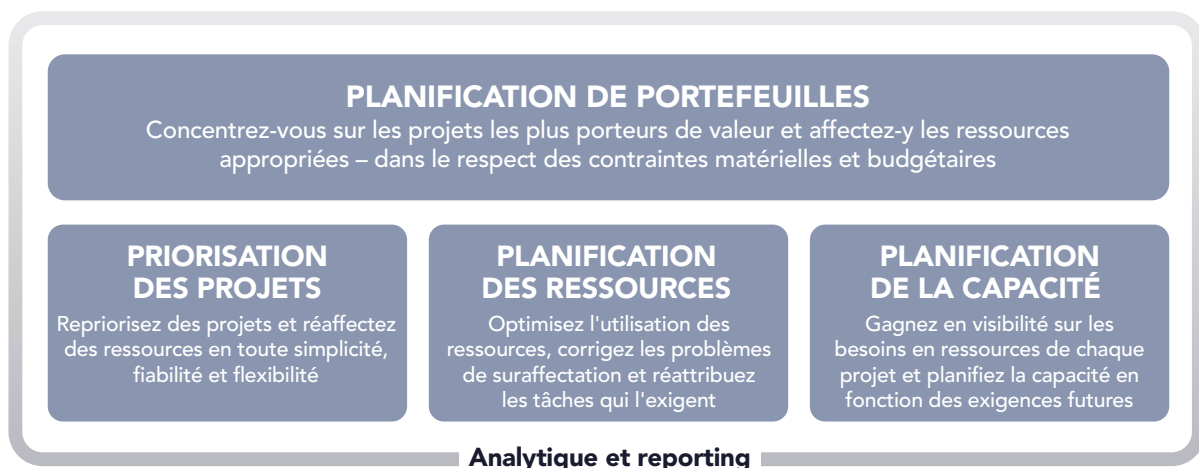 PLANIFICATION DE PORTEFEUILLES
Concentrez-vous sur les projets les plus porteurs de valeur et affectez-y les ressources
appropriées – dans le respect des contraintes matérielles et budgétaires
PRIORISATION
DES PROJETS
Repriorisez des projets et réaffectez
des ressources en toute simplicité,
fiabilité et flexibilité
PLANIFICATION
DES RESSOURCES
Optimisez l'utilisation des
ressources, corrigez les problèmes
de suraffectation et réattribuez
les tâches qui l'exigent
PLANIFICATION
DE LA CAPACITÉ
Gagnez en visibilité sur les
besoins en ressources de chaque
projet et planifiez la capacité en
fonction des exigences futures
Analytique et reporting